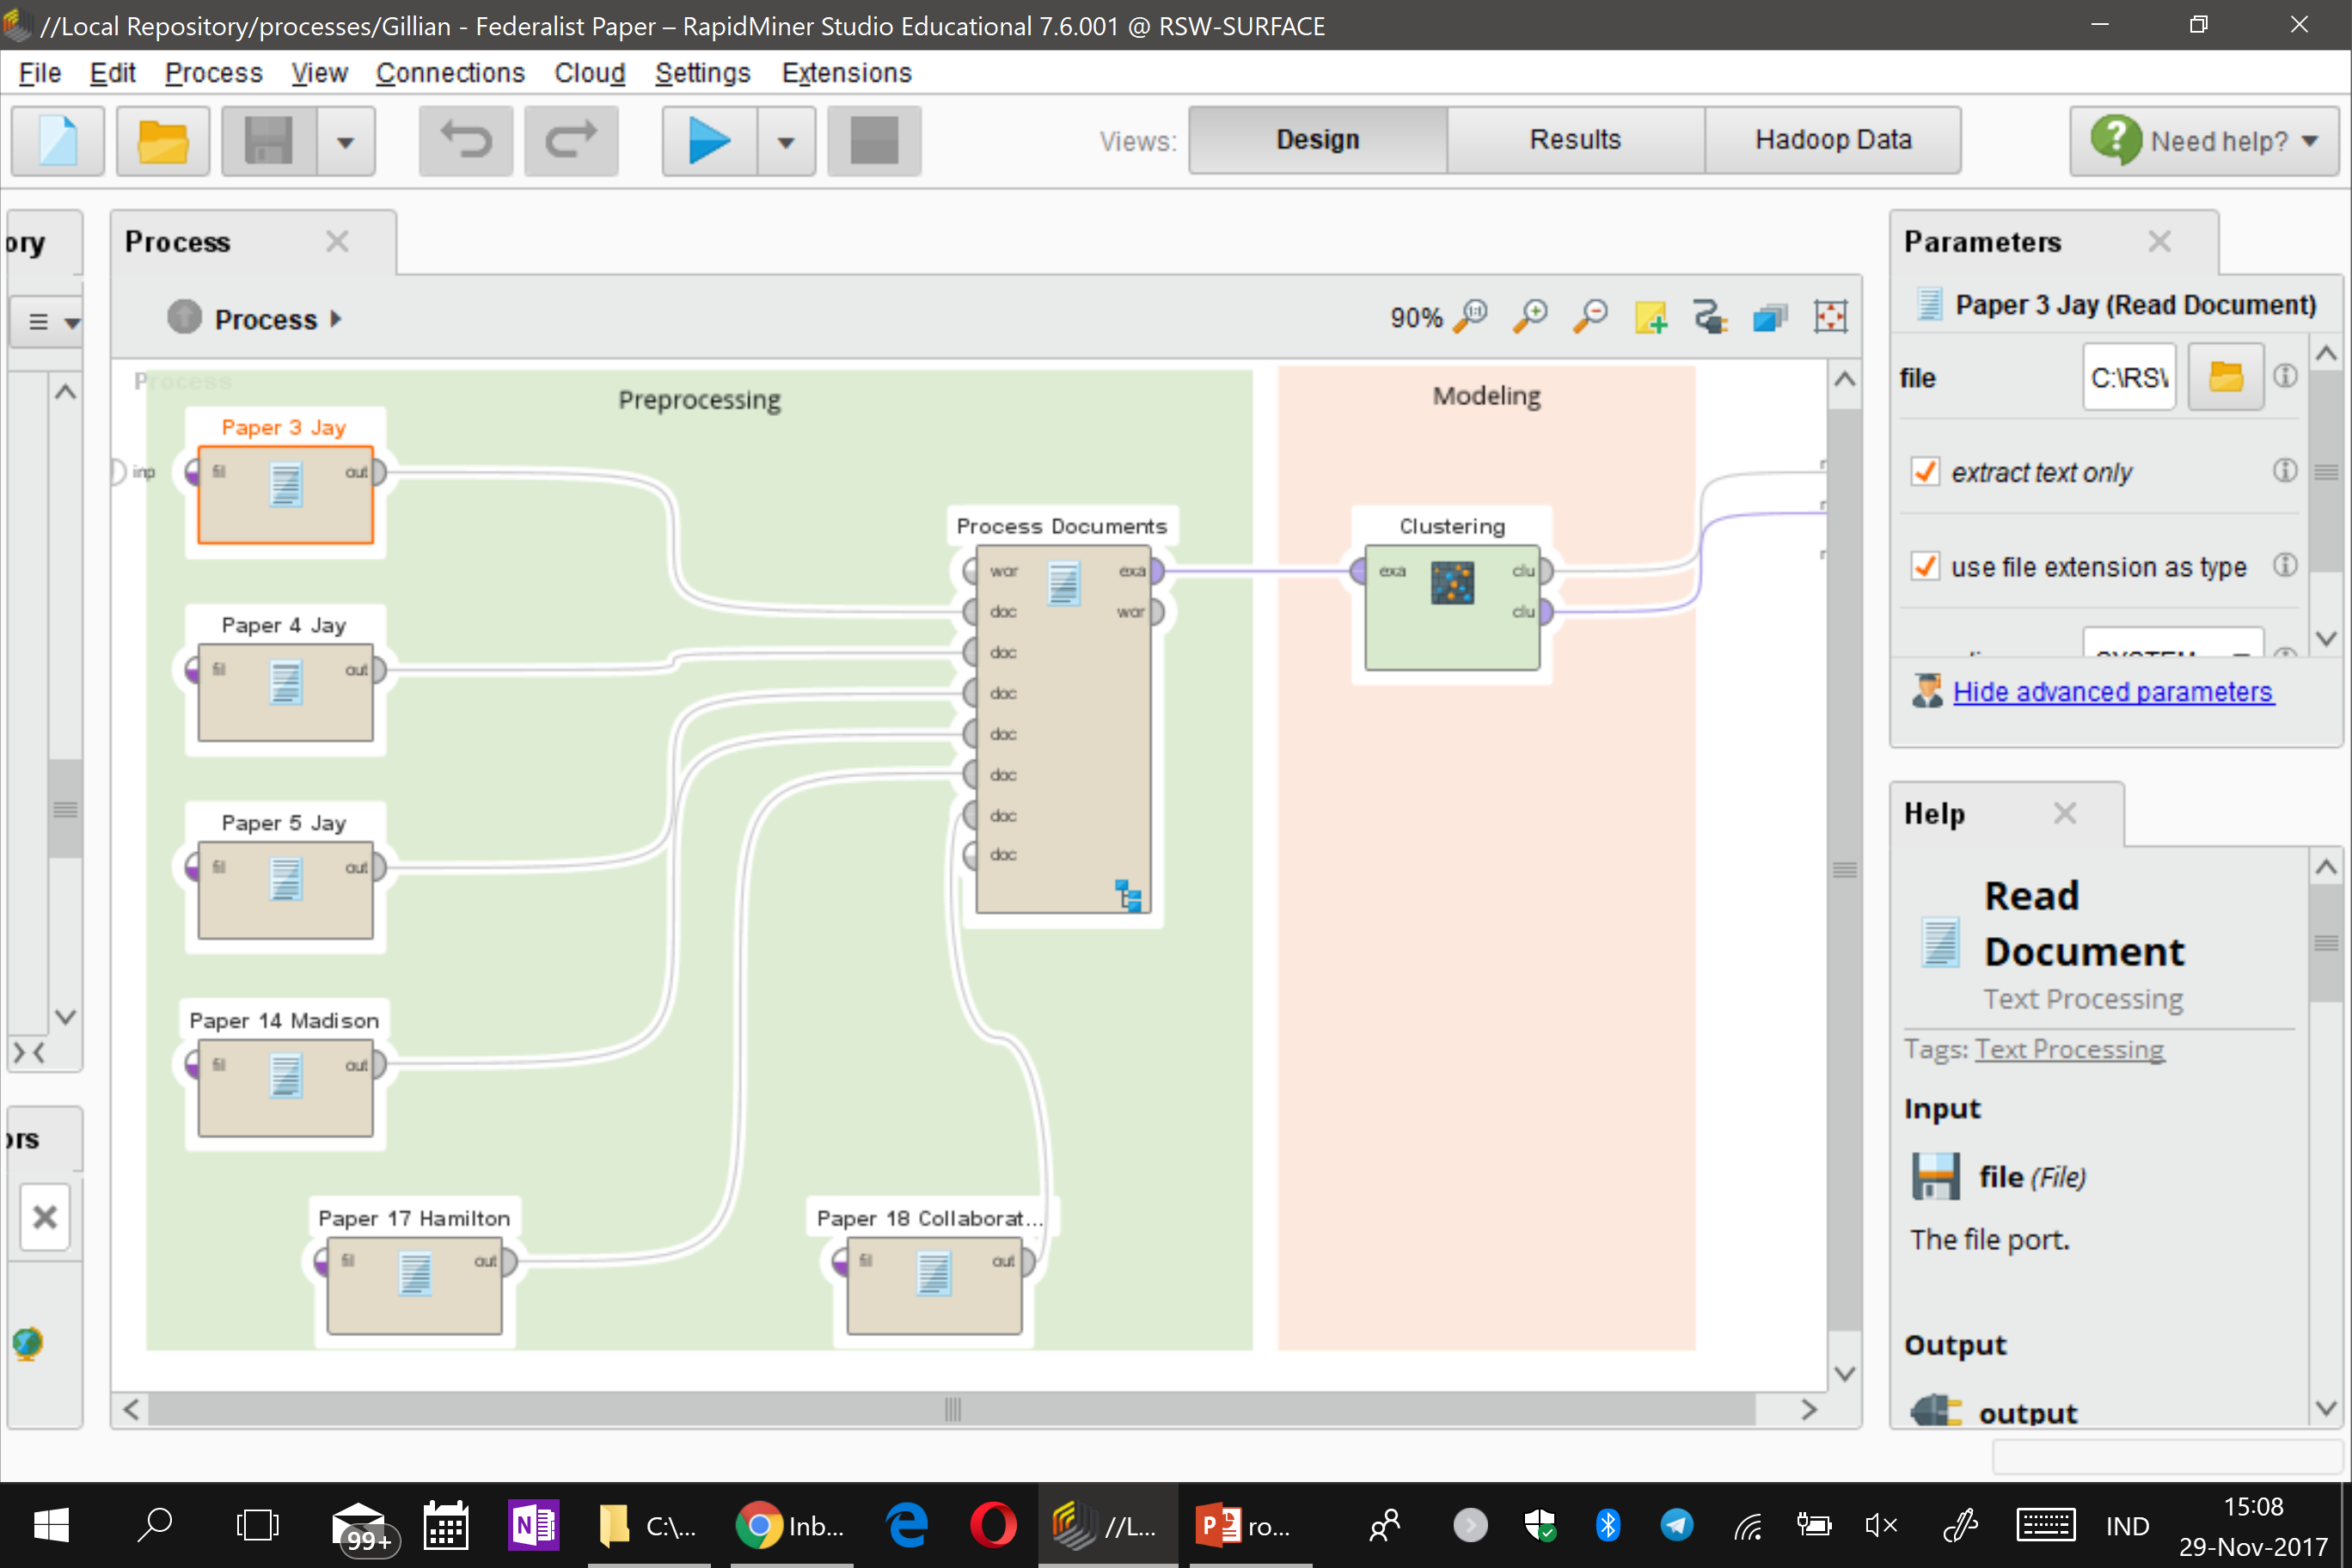 //Local Repository/processes/Gillian - Federalist Paper – RapidMiner Studio Educational 7.6.001 @ RSW-SURFACE
File Edit Process View Connections Cloud Settings Extensions
Views: Design Results Hadoop Data Need help?
ory
Process
Parameters
Process
90%
Paper 3 Jay (Read Document)
file
C:\RS\
extract text only
use file extension as type
Hide advanced parameters
Process
Preprocessing
Modeling
inp
Paper 3 Jay
fil out
Paper 4 Jay
fil out
Paper 5 Jay
fil out
Paper 14 Madison
fil out
Paper 17 Hamilton
fil out
Paper 18 Collaborat...
fil out
Process Documents
wor exa
doc wor
doc
doc
doc
doc
doc
doc
Clustering
exa clu
clu
Help
Read
Document
Text Processing
Tags: Text Processing
Input
file (File)
The file port.
Output
output
ors
99+
N
C:\...
Inb...
//L...
P
ro...
IND
15:08
29-Nov-2017